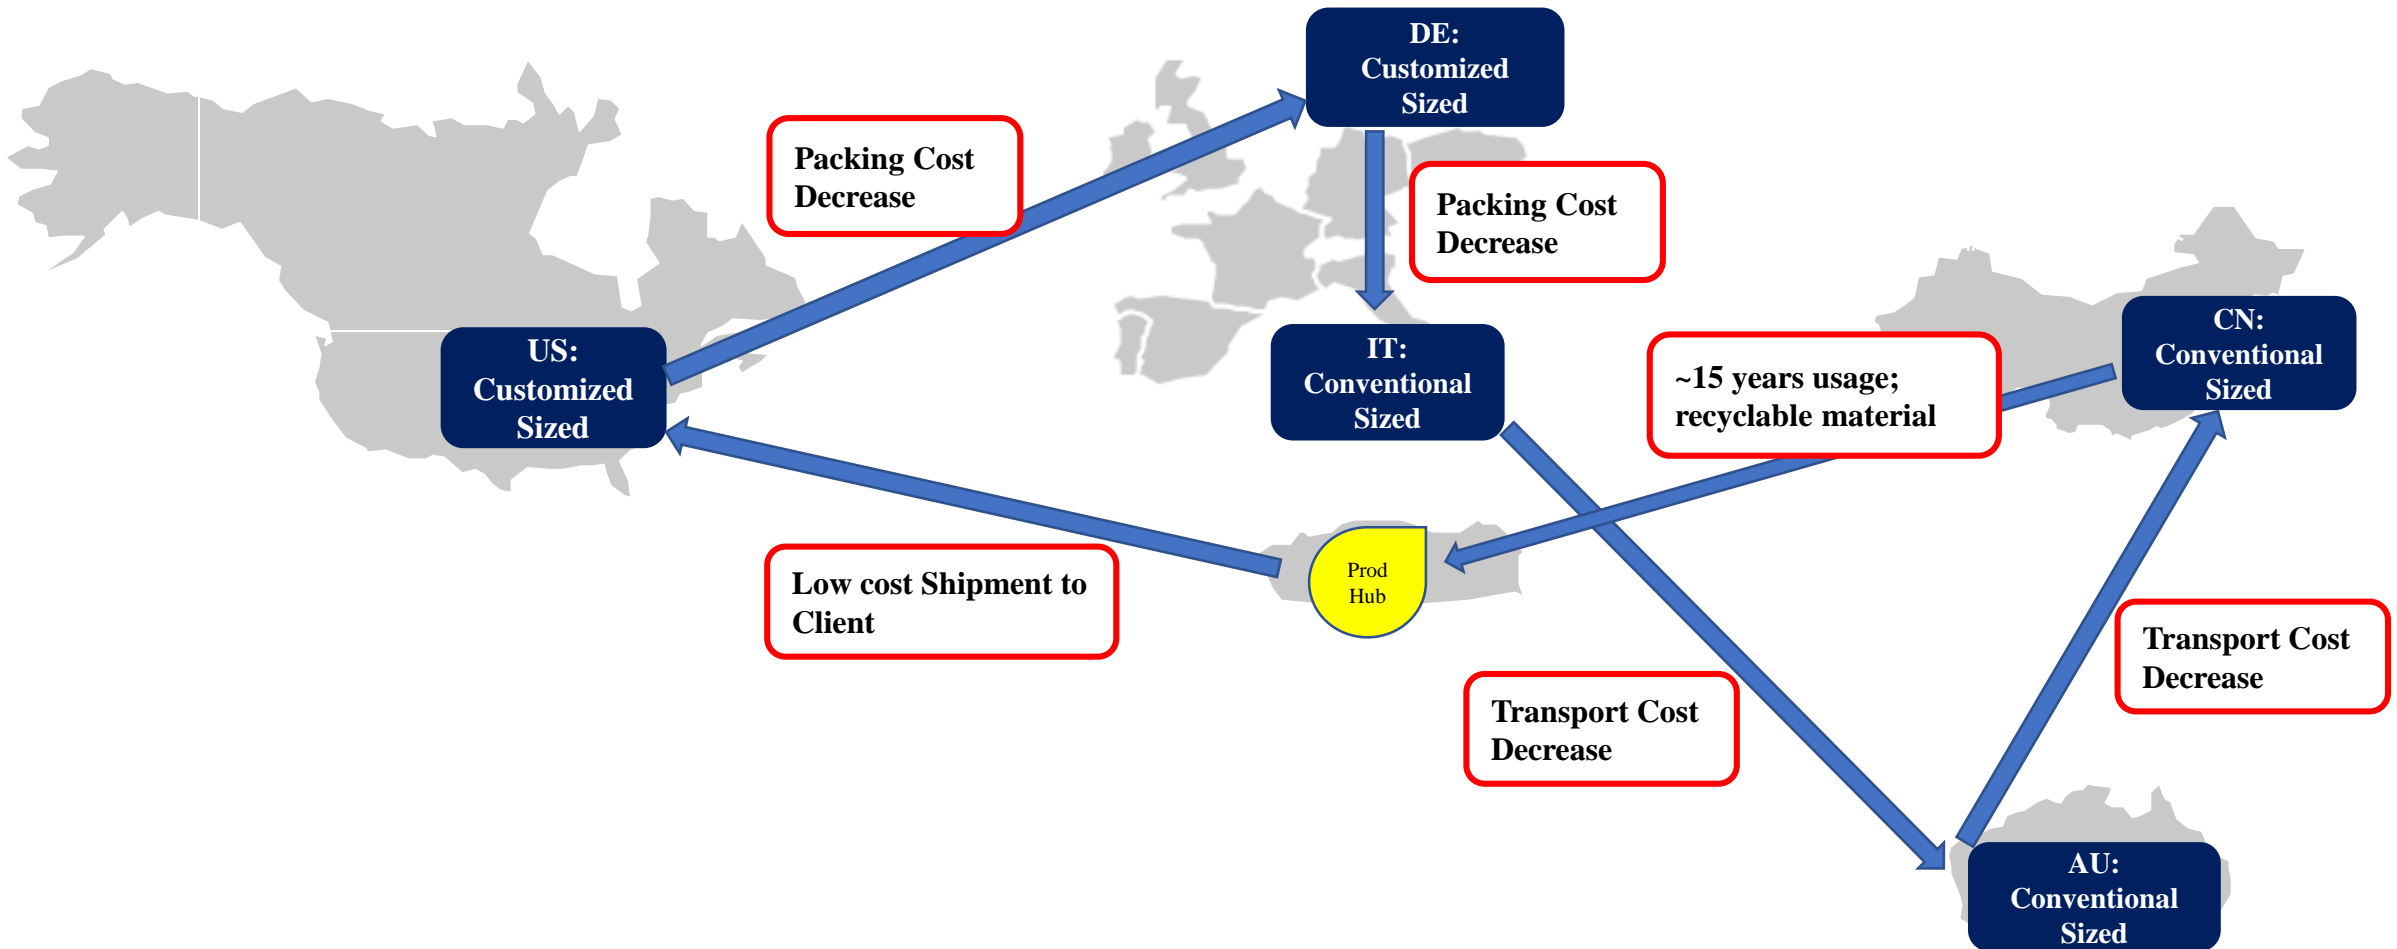 DE:
Customized
Sized
Packing Cost
Decrease
Packing Cost
Decrease
US:
Customized
Sized
IT:
Conventional
Sized
~15 years usage;
recyclable material
CN:
Conventional
Sized
Low cost Shipment to
Client
Prod
Hub
Transport Cost
Decrease
Transport Cost
Decrease
AU:
Conventional
Sized